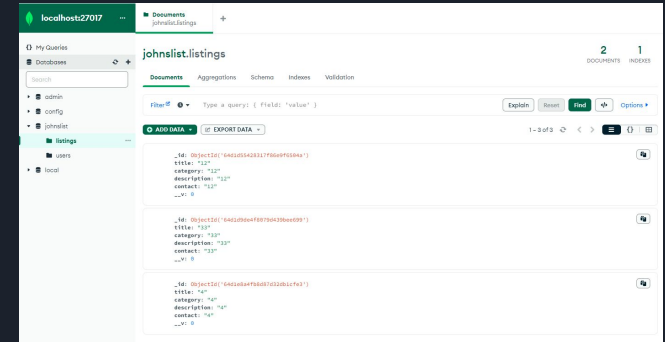 localhost:27017 ...
Documents
johnslist.listings
+
{} My Queries
Databases
+
Search
admin
config
johnslist
listings
...
users
local
johnslist.listings
2
DOCUMENTS
1
INDEXES
Documents Aggregations Schema Indexes Validation
Filter Type a query: { field: 'value' } Explain Reset Find </> Options
ADD DATA EXPORT DATA 1 – 3 of 3 {}
title: "12"
category: "12"
description: "12"
contact: "12"
__v: 0
title: "33"
category: "33"
description: "33"
contact: "33"
__v: 0
title: "4"
category: "4"
description: "4"
contact: "4"
__v: 0